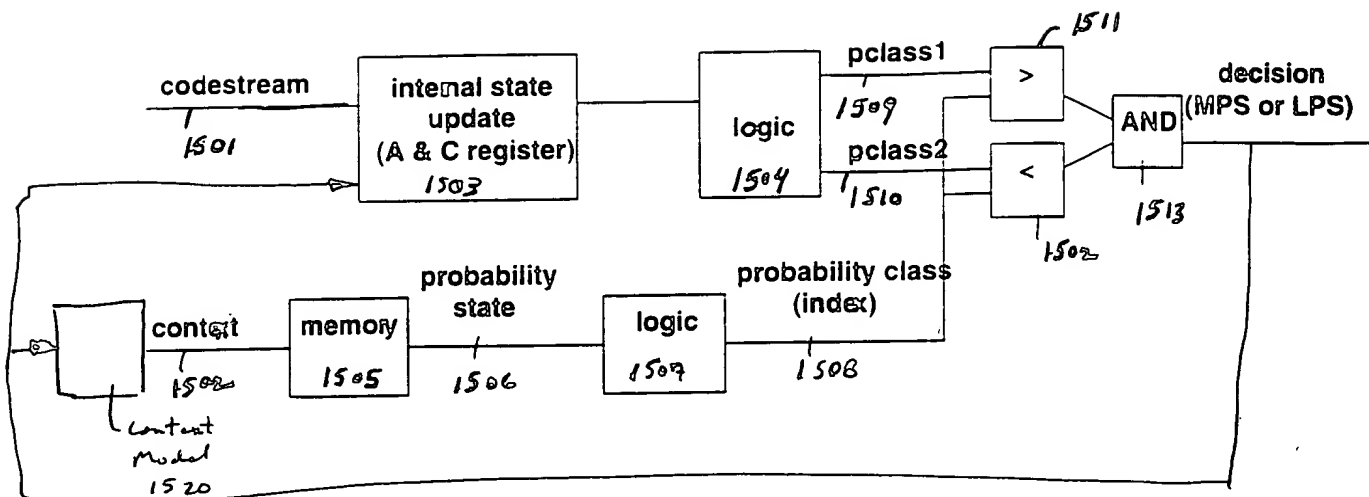 1511
codestream
1501
internal state
update
(A & C register)
1503
logic
1504
pclass1
1509
pclass2
1510
>
<
1502
AND
1513
decision
(MPS or LPS)
context
1502
Context
Model
1520
memory
1505
probability
state
1506
logic
1507
probability class
(index)
1508